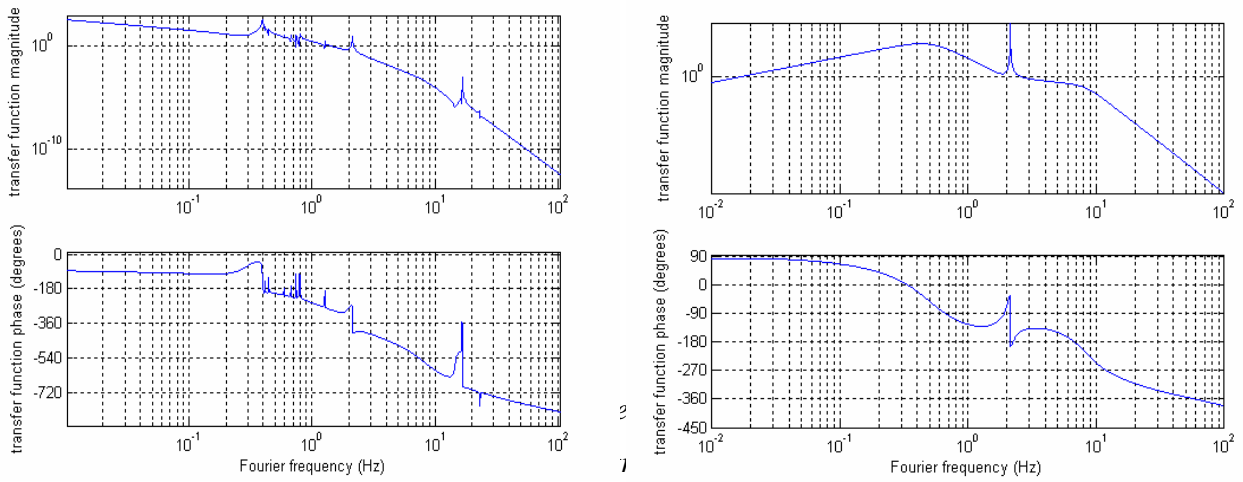 transfer function magnitude
10^0
10^-10
10^-1 10^0 10^1 10^2
transfer function phase (degrees)
0
-180
-360
-540
-720
10^-1 10^0 10^1 10^2
Fourier frequency (Hz)
transfer function magnitude
10^0
10^-2 10^-1 10^0 10^1 10^2
transfer function phase (degrees)
90
0
-90
-180
-270
-360
-450
10^-2 10^-1 10^0 10^1 10^2
Fourier frequency (Hz)